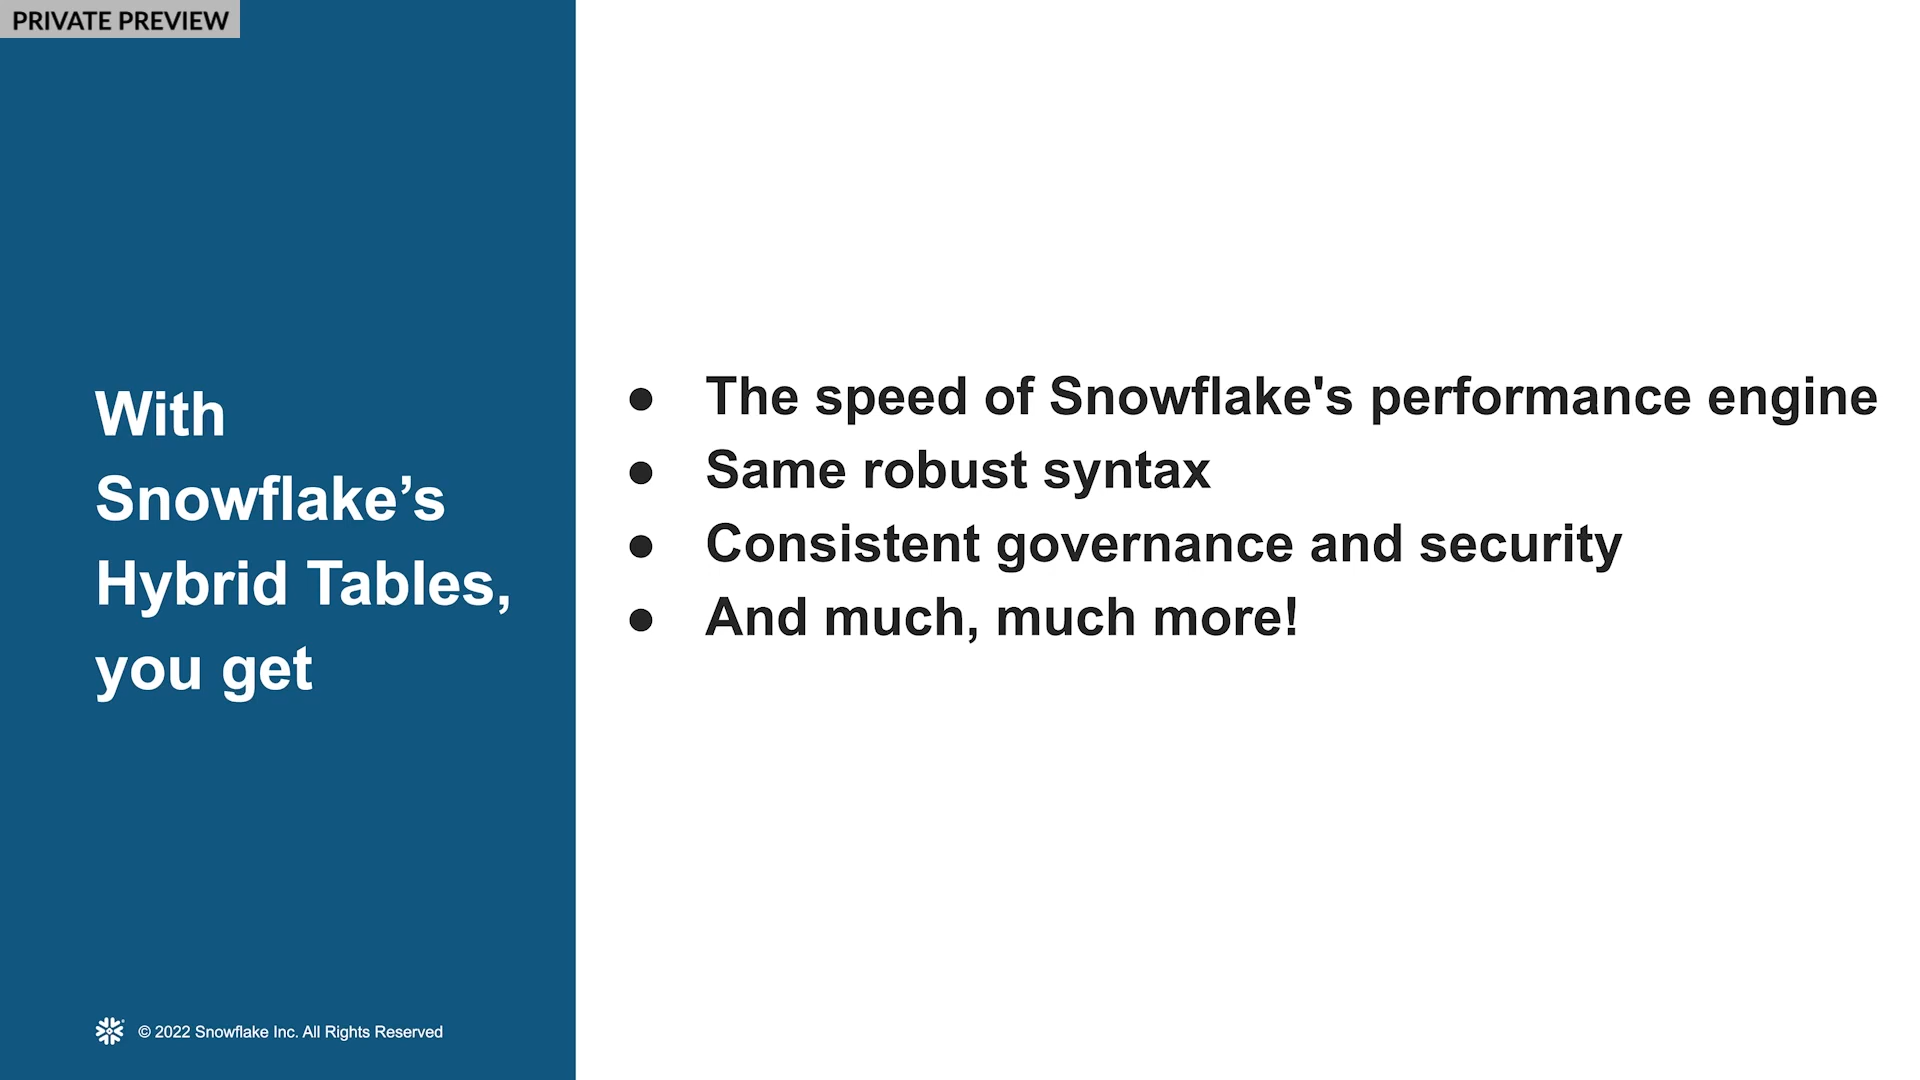 PRIVATE PREVIEW
With
Snowflake’s
Hybrid Tables,
you get
● The speed of Snowflake's performance engine
● Same robust syntax
● Consistent governance and security
● And much, much more!
© 2022 Snowflake Inc. All Rights Reserved